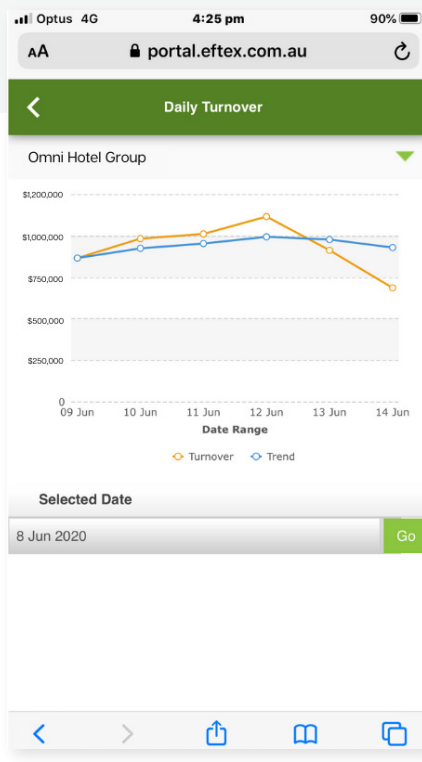 Optus 4G 4:25 pm 90%
AA portal.eftex.com.au
Daily Turnover
Omni Hotel Group
$1,200,000
$1,000,000
$750,000
$500,000
$250,000
0
09 Jun 10 Jun 11 Jun 12 Jun 13 Jun 14 Jun
Date Range
Turnover Trend
Selected Date
8 Jun 2020 Go